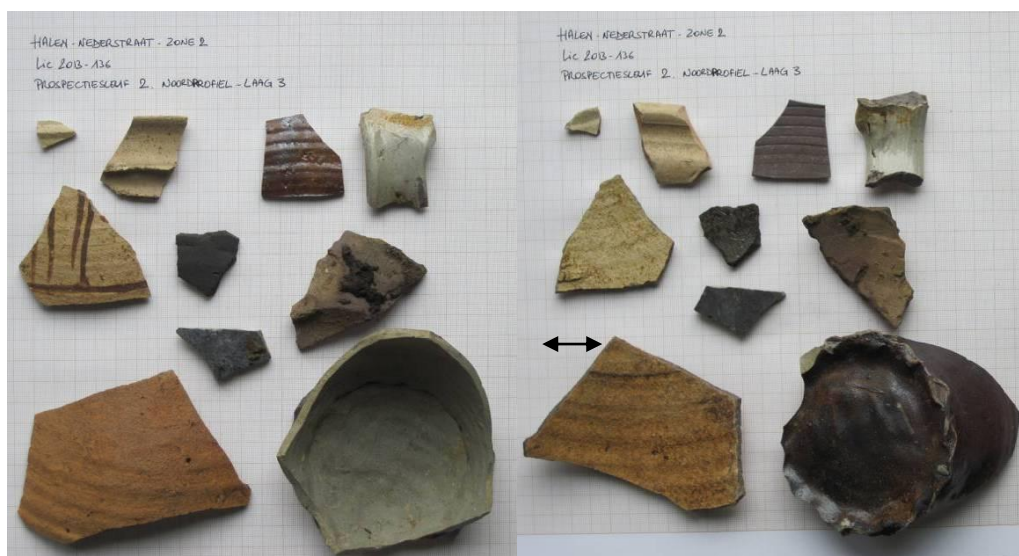 HALEN - NEDERSTRAAT - ZONE 2
Lic 2013-136
PROSPECTIESLEUF 2. NOORDPROFIEL - LAAG 3
HALEN - NEDERSTRAAT - ZONE 2
Lic 2013-136
PROSPECTIESLEUF 2. NOORDPROFIEL - LAAG 3